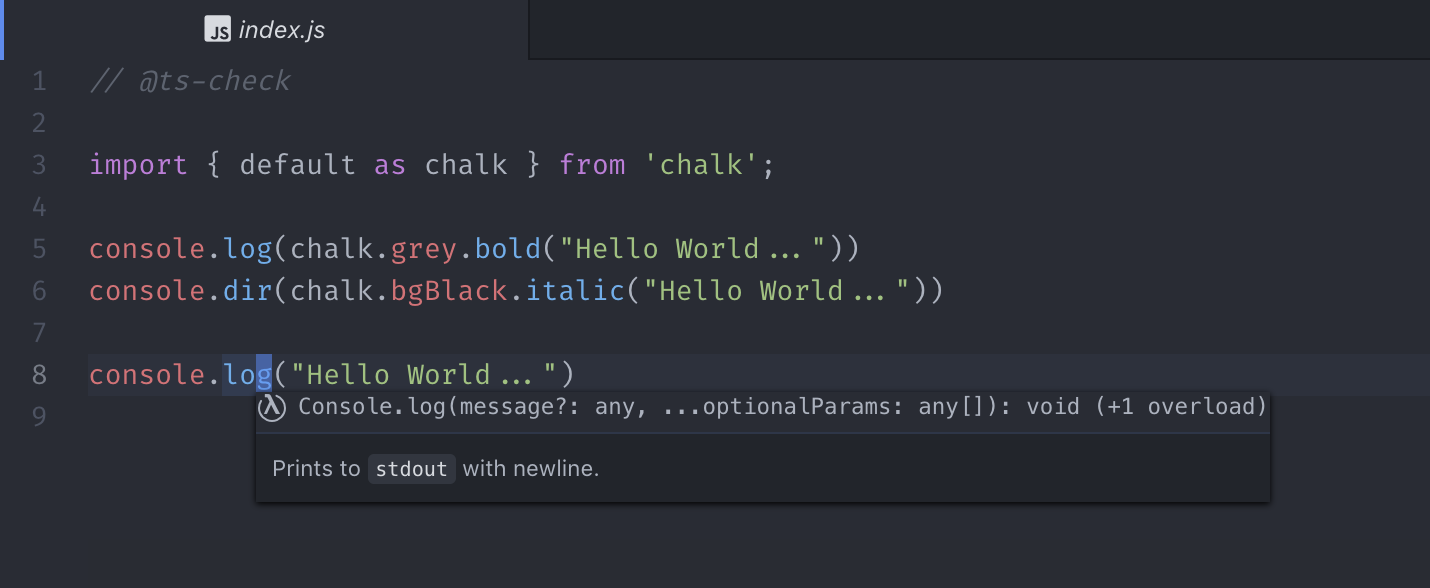 JS index.js
1 // @ts-check
2
3 import { default as chalk } from 'chalk';
4
5 console.log(chalk.grey.bold("Hello World..."))
6 console.dir(chalk.bgBlack.italic("Hello World..."))
7
8 console.log("Hello World...")
9
λ Console.log(message?: any, ...optionalParams: any[]): void (+1 overload)
Prints to stdout with newline.